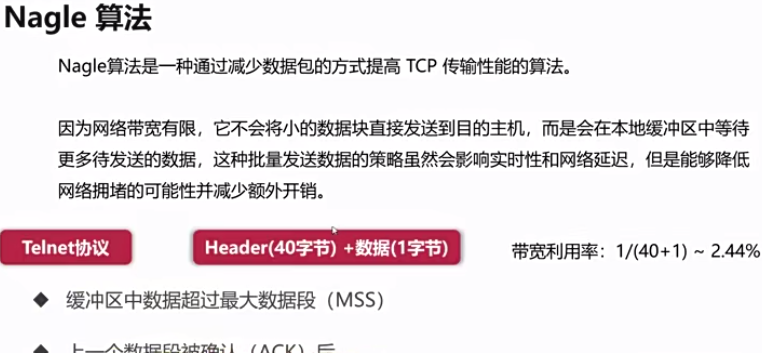 Nagle 算法
Nagle算法是一种通过减少数据包的方式提高 TCP 传输性能的算法。
因为网络带宽有限，它不会将小的数据块直接发送到目的主机，而是会在本地缓冲区中等待
更多待发送的数据，这种批量发送数据的策略虽然会影响实时性和网络延迟，但是能够降低
网络拥堵的可能性并减少额外开销。
Telnet协议
Header(40字节) +数据(1字节)
带宽利用率：1/(40+1) ~ 2.44%
◆ 缓冲区中数据超过最大数据段（MSS）
◆ 上一个数据段被确认（ACK）后